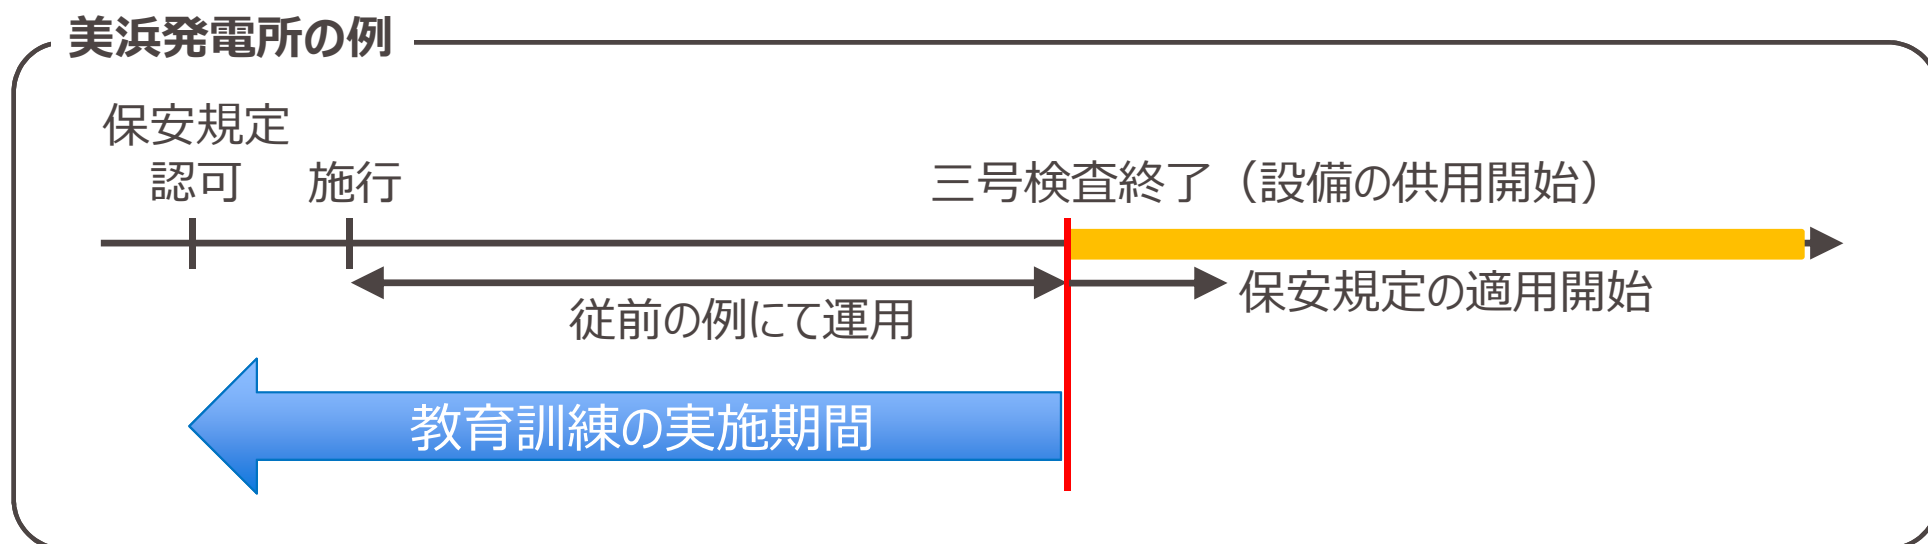 美浜発電所の例
保安規定
認可
施行
三号検査終了（設備の供用開始）
従前の例にて運用
保安規定の適用開始
教育訓練の実施期間